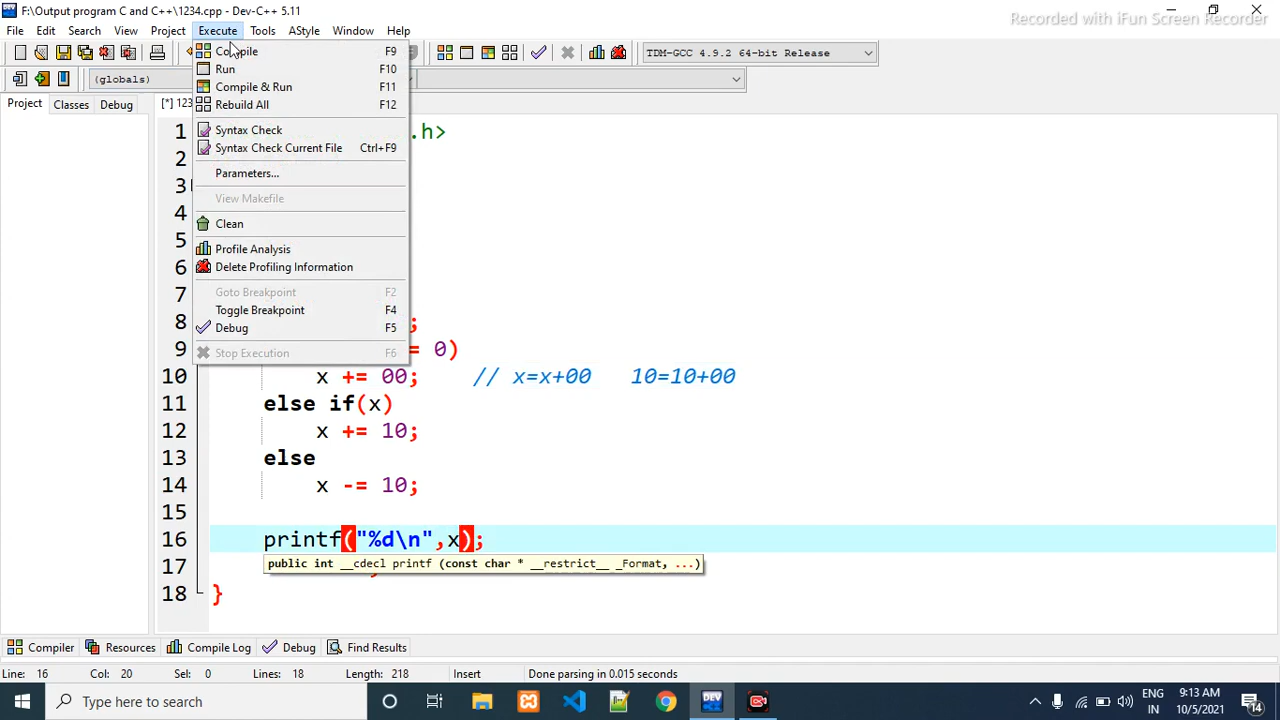 F:\Output program C and C++\1234.cpp - Dev-C++ 5.11
Recorded with iFun Screen Recorder
File Edit Search View Project Execute Tools AStyle Window Help
TDM-GCC 4.9.2 64-bit Release
(globals)
Project Classes Debug [*] 123
Compile F9
Run F10
Compile & Run F11
Rebuild All F12
Syntax Check
Syntax Check Current File Ctrl+F9
Parameters...
View Makefile
Clean
Profile Analysis
Delete Profiling Information
Goto Breakpoint F2
Toggle Breakpoint F4
Debug F5
Stop Execution F6
1 .h>
2
3
4
5
6
7
8 ;
9 = 0)
10 x += 00; // x=x+00 10=10+00
11 else if(x)
12 x += 10;
13 else
14 x -= 10;
15
16 printf("%d\n",x);
public int __cdecl printf (const char * __restrict__ _Format, ...)
17
18 }
Compiler Resources Compile Log Debug Find Results
Line: 16 Col: 20 Sel: 0 Lines: 18 Length: 218 Insert Done parsing in 0.015 seconds
Type here to search
DEV
ENG
IN
9:13 AM
10/5/2021
14